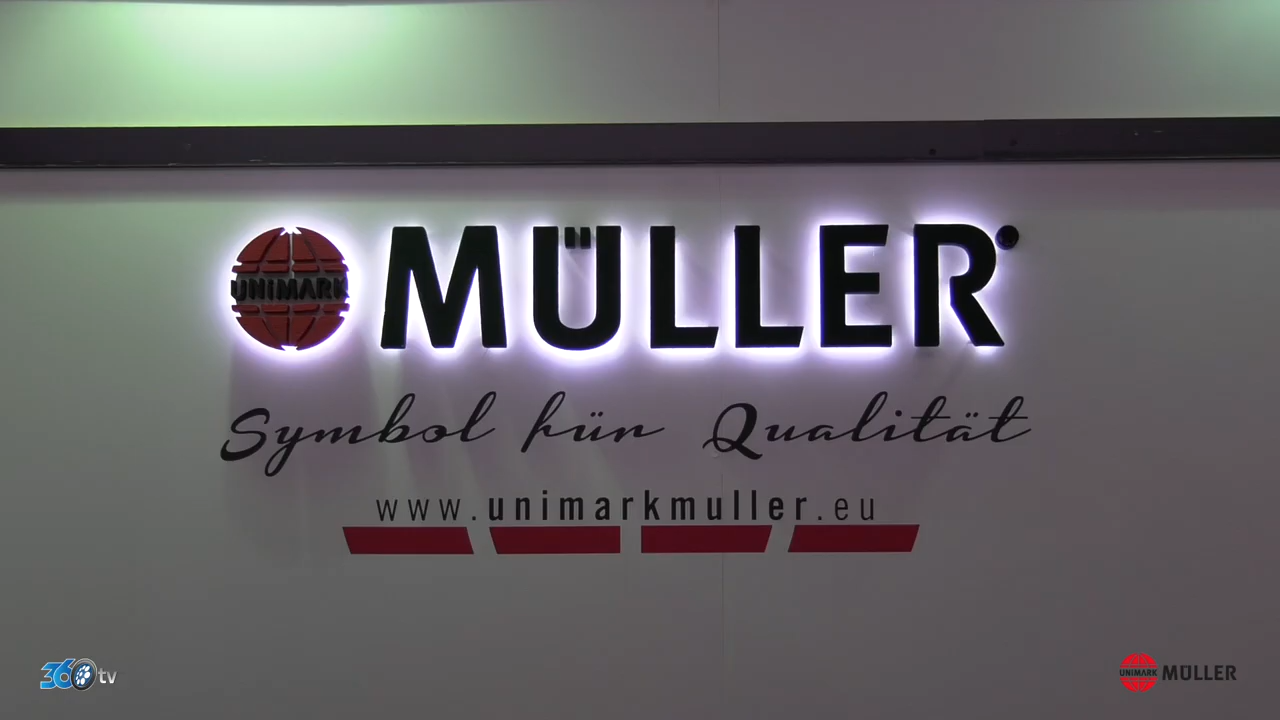 UNIMARK MÜLLER
Symbol für Qualität
www.unimarkmuller.eu
360tv
UNIMARK MÜLLER